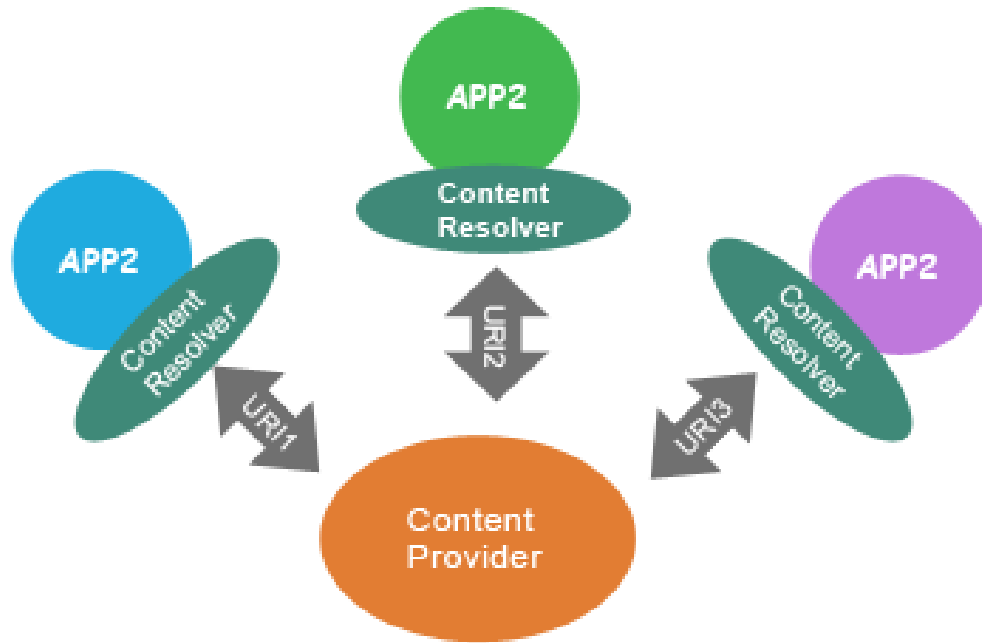 APP2
Content
Resolver
APP2
Content
Resolver
APP2
Content
Resolver
URI1
URI2
URI3
Content
Provider